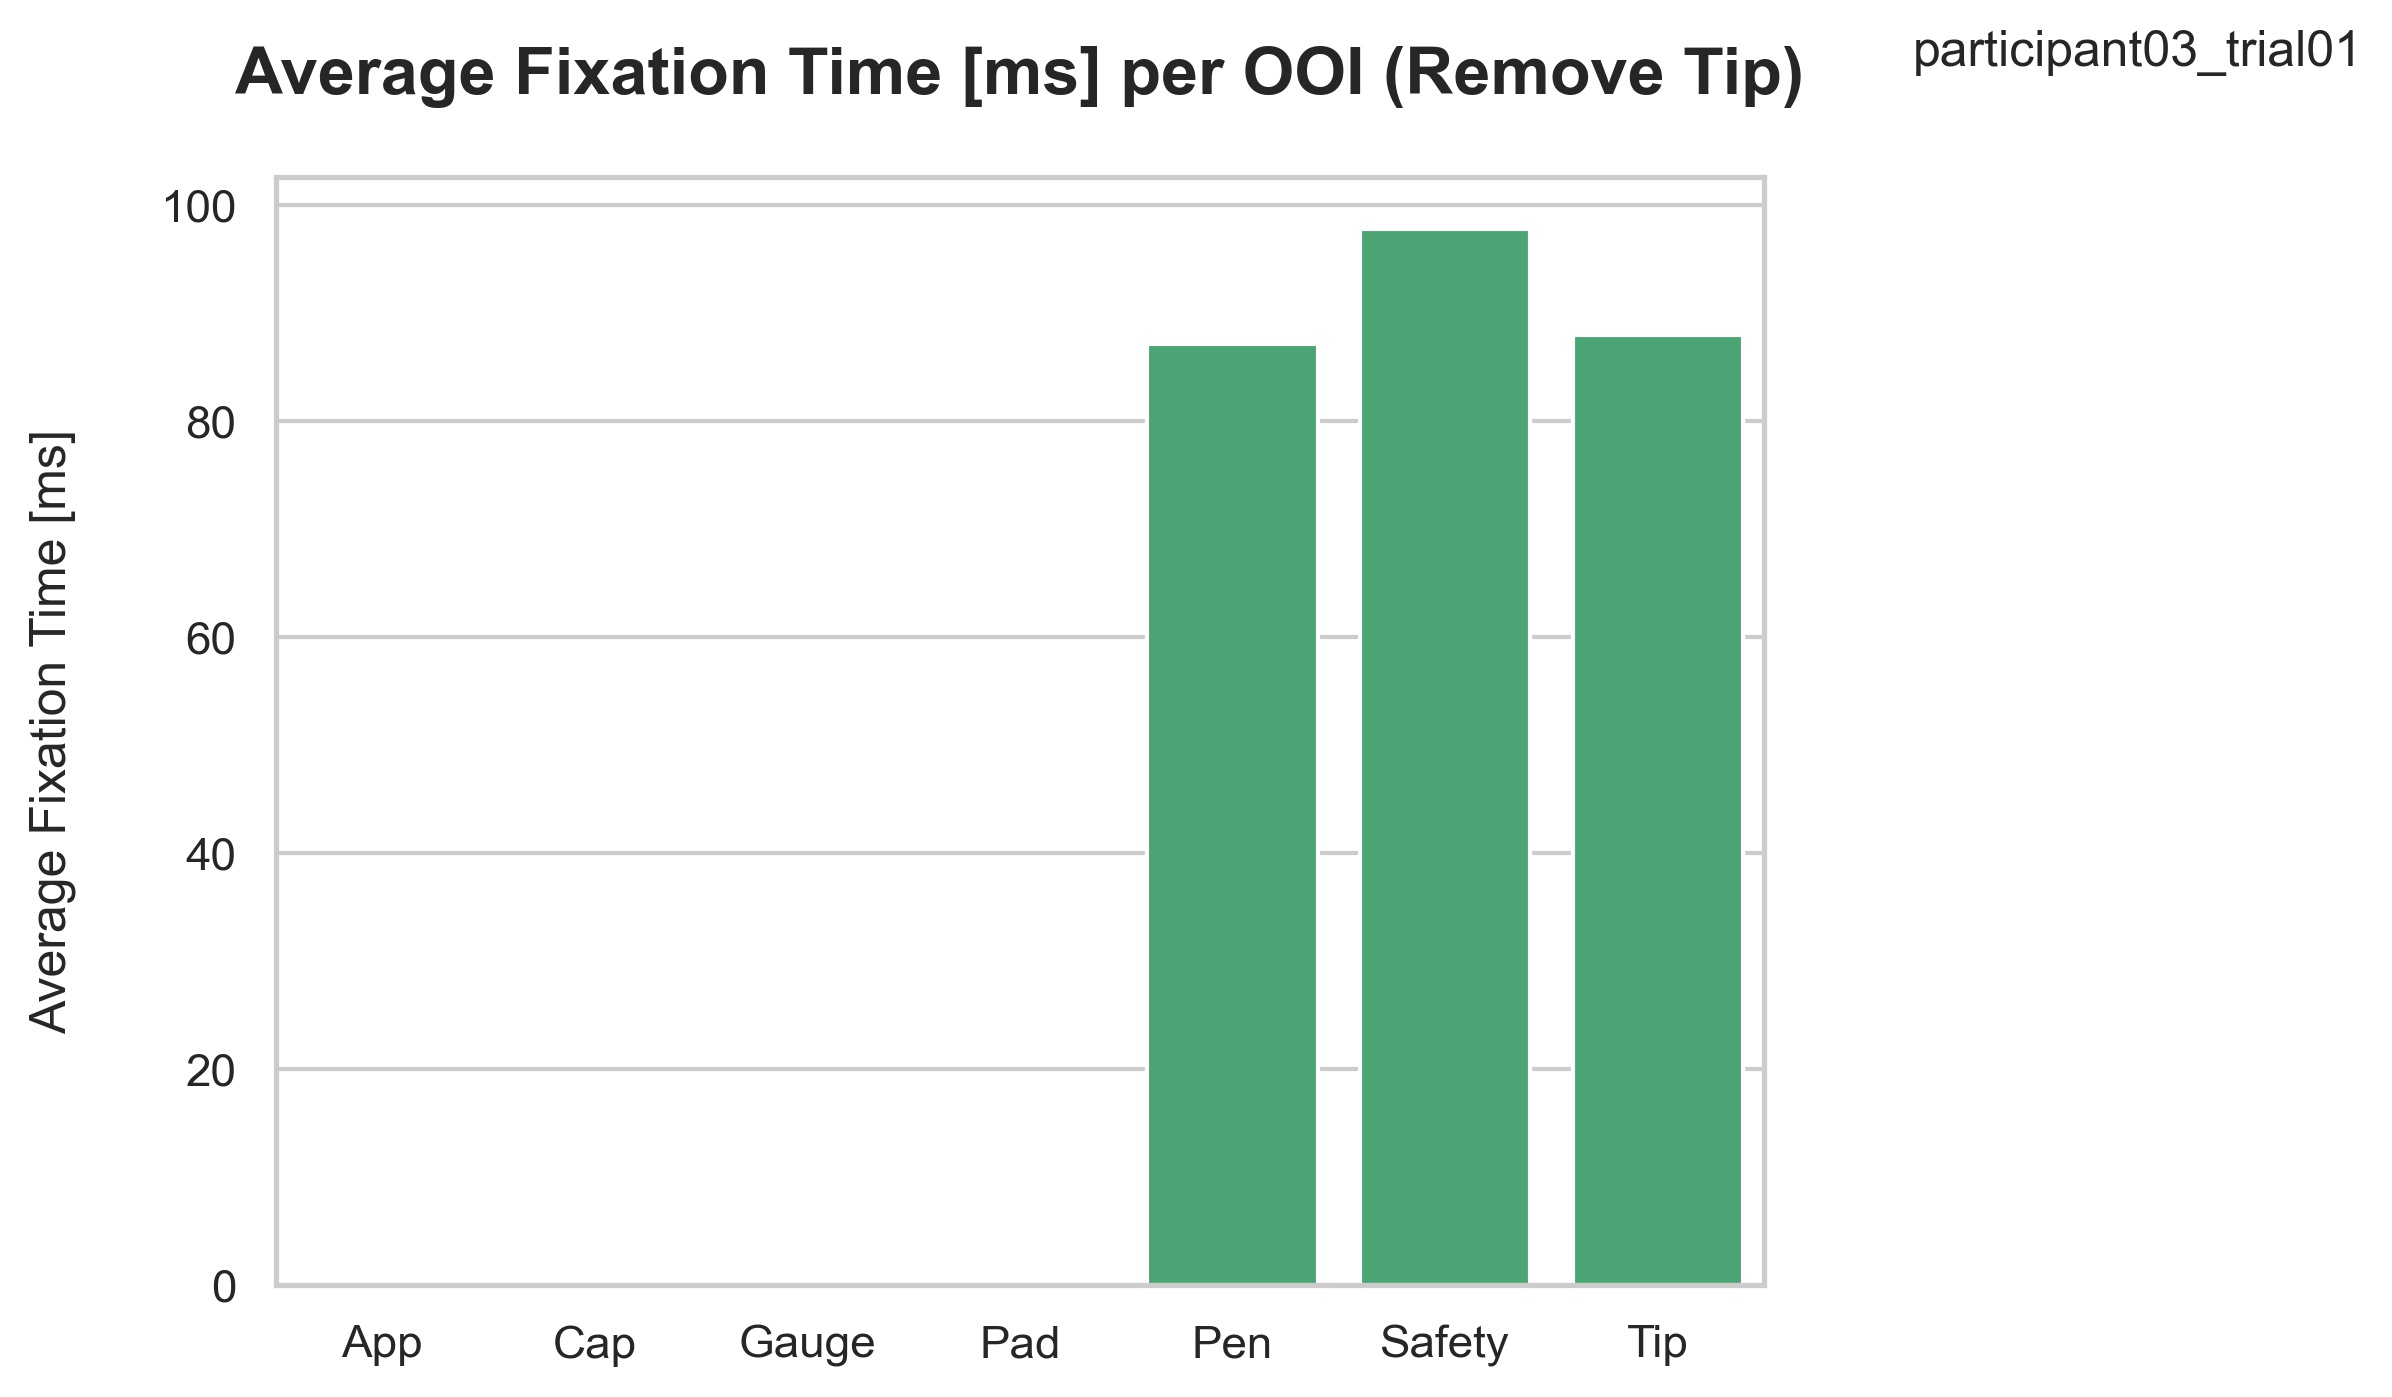 participant03_trial01
Average Fixation Time [ms] per OOI (Remove Tip)
Average Fixation Time [ms]
100
80
60
40
20
0
App Cap Gauge Pad Pen Safety Tip